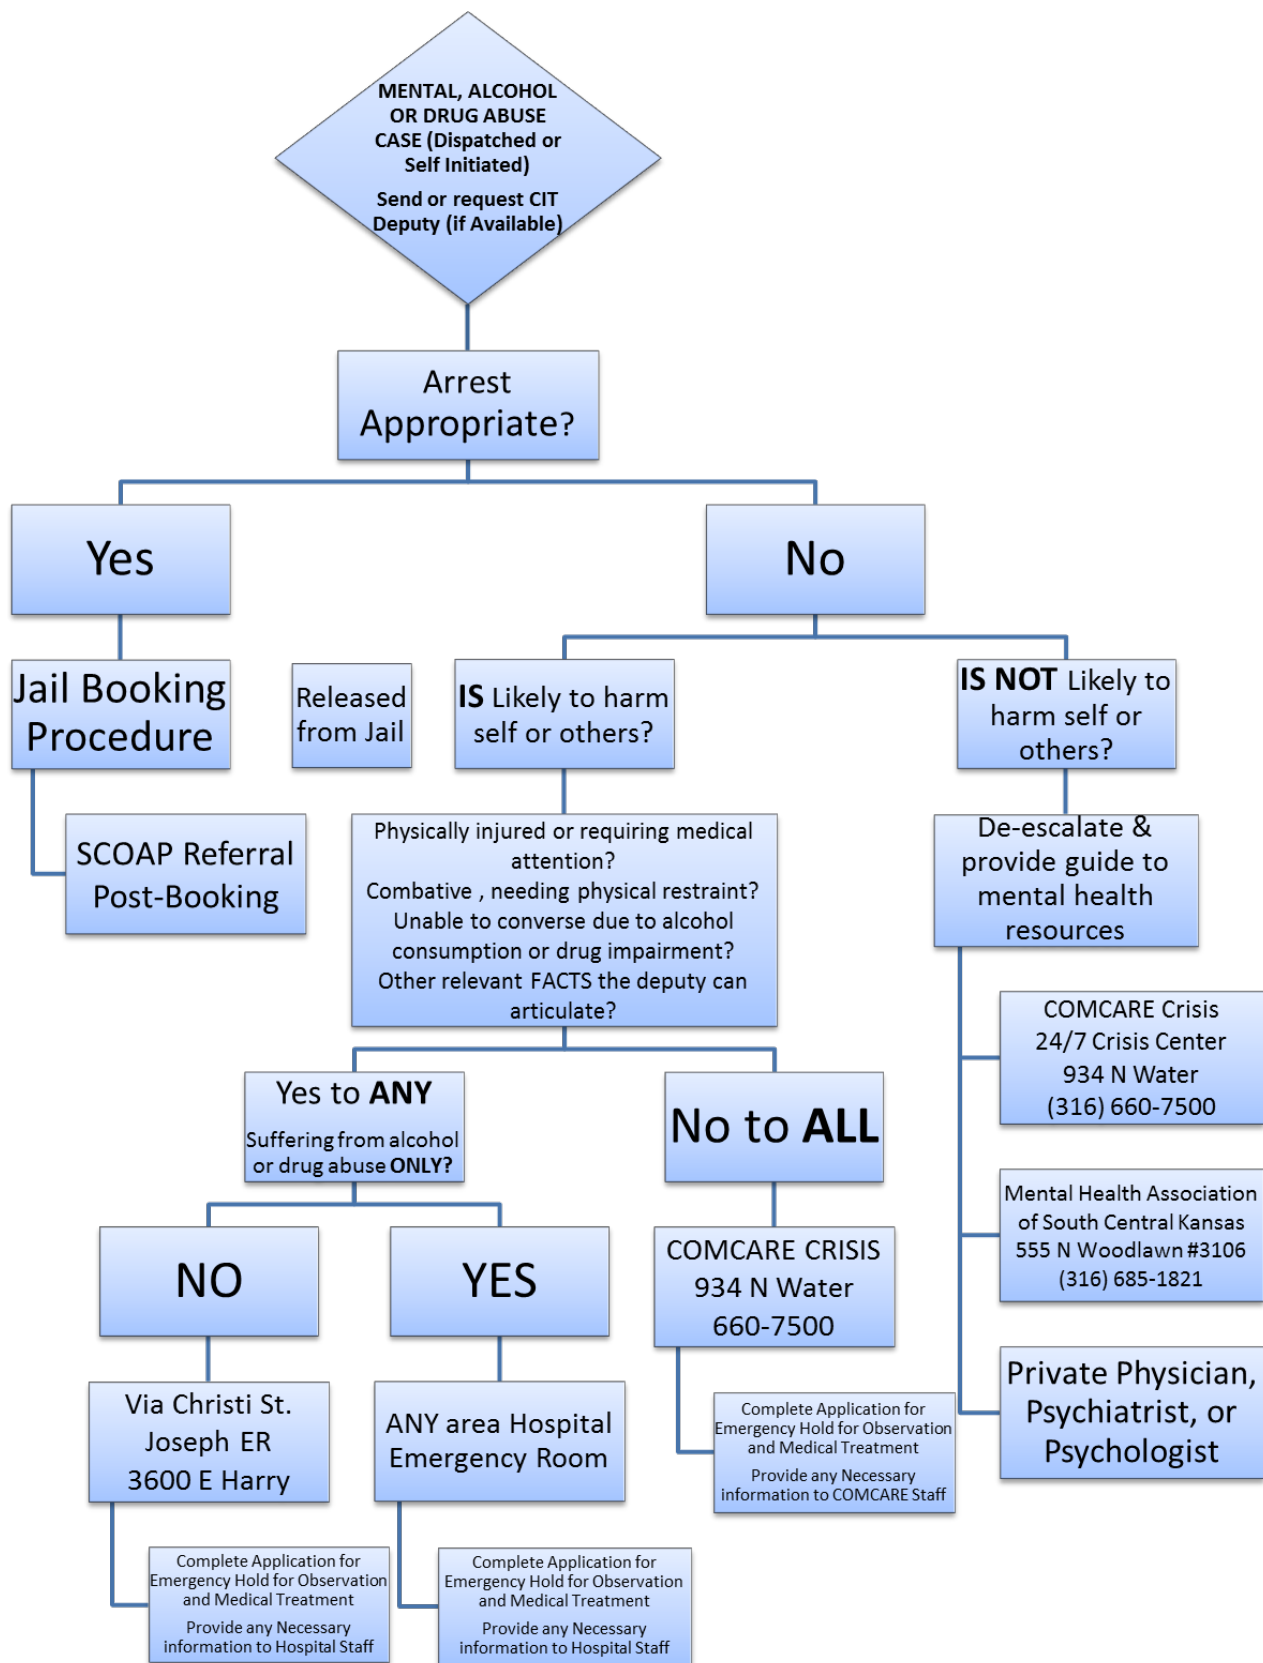 MENTAL, ALCOHOL
OR DRUG ABUSE
CASE (Dispatched or
Self Initiated)
Send or request CIT
Deputy (if Available)
Arrest
Appropriate?
Yes
No
Jail Booking
Procedure
Released
from Jail
IS Likely to harm
self or others?
IS NOT Likely to
harm self or
others?
SCOAP Referral
Post-Booking
Physically injured or requiring medical
attention?
Combative , needing physical restraint?
Unable to converse due to alcohol
consumption or drug impairment?
Other relevant FACTS the deputy can
articulate?
De-escalate &
provide guide to
mental health
resources
COMCARE Crisis
24/7 Crisis Center
934 N Water
(316) 660-7500
Yes to ANY
Suffering from alcohol
or drug abuse ONLY?
No to ALL
Mental Health Association
of South Central Kansas
555 N Woodlawn #3106
(316) 685-1821
NO
YES
COMCARE CRISIS
934 N Water
660-7500
Private Physician,
Psychiatrist, or
Psychologist
Via Christi St.
Joseph ER
3600 E Harry
ANY area Hospital
Emergency Room
Complete Application for
Emergency Hold for Observation
and Medical Treatment
Provide any Necessary
information to COMCARE Staff
Complete Application for
Emergency Hold for Observation
and Medical Treatment
Provide any Necessary
information to Hospital Staff
Complete Application for
Emergency Hold for Observation
and Medical Treatment
Provide any Necessary
information to Hospital Staff